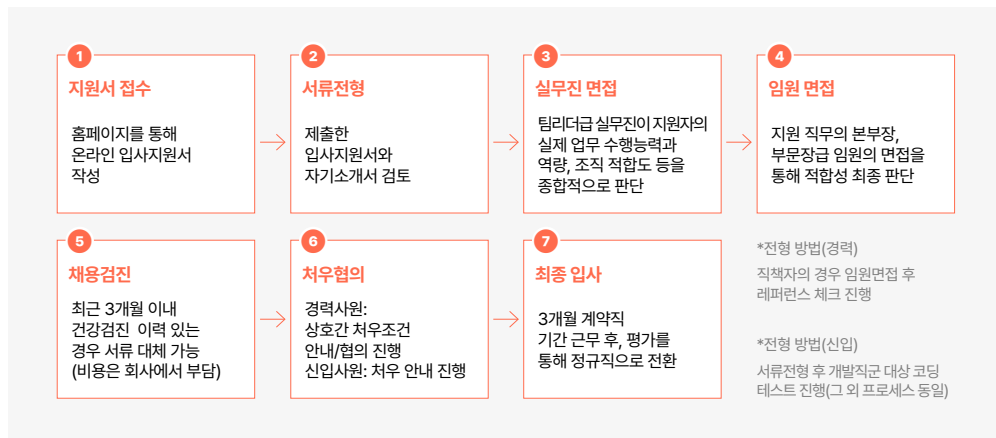 1
지원서 접수
홈페이지를 통해
온라인 입사지원서
작성
2
서류전형
제출한
입사지원서와
자기소개서 검토
3
실무진 면접
팀리더급 실무진이 지원자의
실제 업무 수행능력과
역량, 조직 적합도 등을
종합적으로 판단
4
임원 면접
지원 직무의 본부장,
부문장급 임원의 면접을
통해 적합성 최종 판단
5
채용검진
최근 3개월 이내
건강검진 이력 있는
경우 서류 대체 가능
(비용은 회사에서 부담)
6
처우협의
경력사원:
상호간 처우조건
안내/협의 진행
신입사원: 처우 안내 진행
7
최종 입사
3개월 계약직
기간 근무 후, 평가를
통해 정규직으로 전환
*전형 방법(경력)
직책자의 경우 임원면접 후
레퍼런스 체크 진행
*전형 방법(신입)
서류전형 후 개발직군 대상 코딩
테스트 진행(그 외 프로세스 동일)